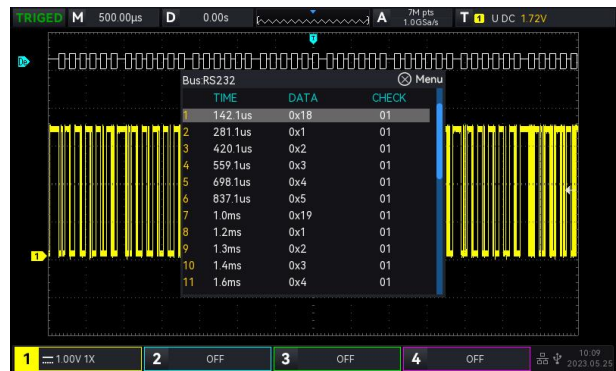 TRIGED M 500.00μs D 0.00s A 7M pts 1.0GSa/s T 1 U DC 1.72V
T
Bus:RS232 Menu
TIME DATA CHECK
1 142.1us 0x18 01
2 281.1us 0x1 01
3 420.1us 0x2 01
4 559.1us 0x3 01
5 698.1us 0x4 01
6 837.1us 0x5 01
7 1.0ms 0x19 01
8 1.2ms 0x1 01
9 1.3ms 0x2 01
10 1.4ms 0x3 01
11 1.6ms 0x4 01
1
1 1.00V 1X 2 OFF 3 OFF 4 OFF 10:09
2023.05.25